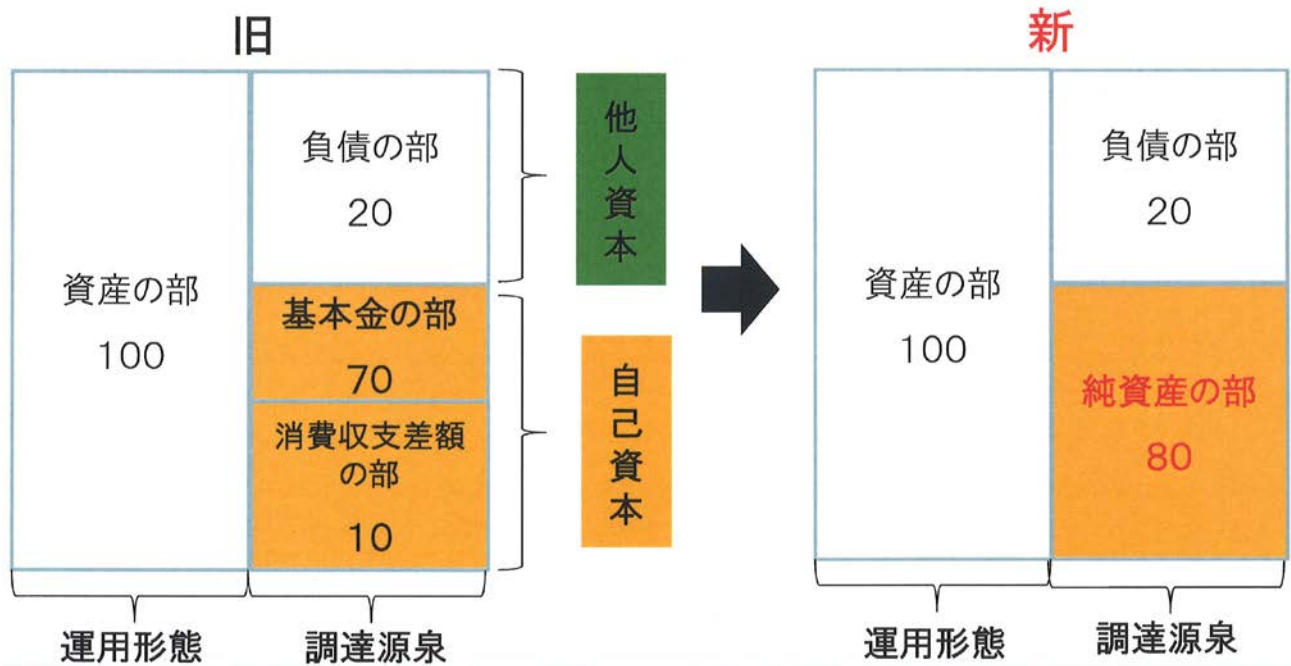 旧
資産の部
100
負債の部
20
基本金の部
70
消費収支差額
の部
10
他人資本
自己資本
運用形態
調達源泉
新
資産の部
100
負債の部
20
純資産の部
80
運用形態
調達源泉